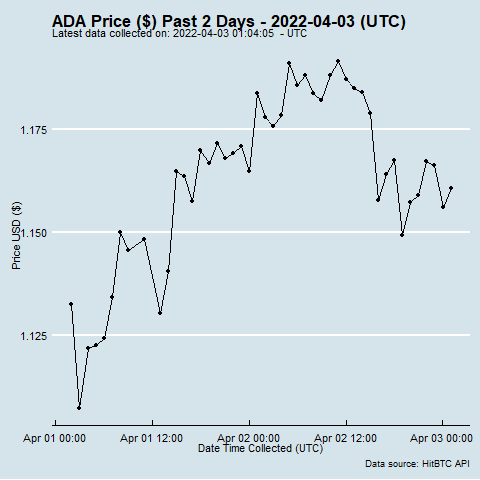 ADA Price ($) Past 2 Days - 2022-04-03 (UTC)
Latest data collected on: 2022-04-03 01:04:05 - UTC
1.175
1.150
1.125
Price USD ($)
Apr 01 00:00 Apr 01 12:00 Apr 02 00:00 Apr 02 12:00 Apr 03 00:00
Date Time Collected (UTC)
Data source: HitBTC API